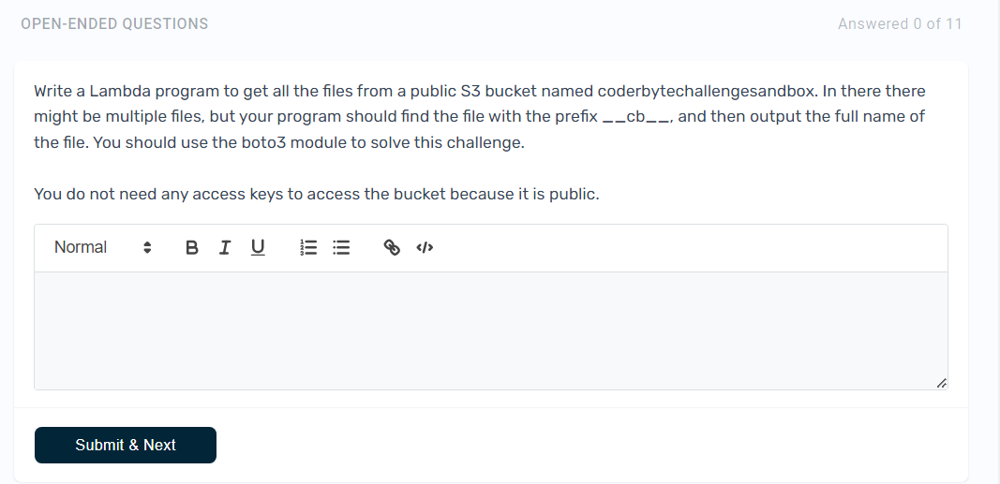 OPEN-ENDED QUESTIONS
Answered 0 of 11
Write a Lambda program to get all the files from a public S3 bucket named coderbytechallengesandbox. In there there
might be multiple files, but your program should find the file with the prefix __cb__, and then output the full name of
the file. You should use the boto3 module to solve this challenge.
You do not need any access keys to access the bucket because it is public.
Normal
B I U
Submit & Next